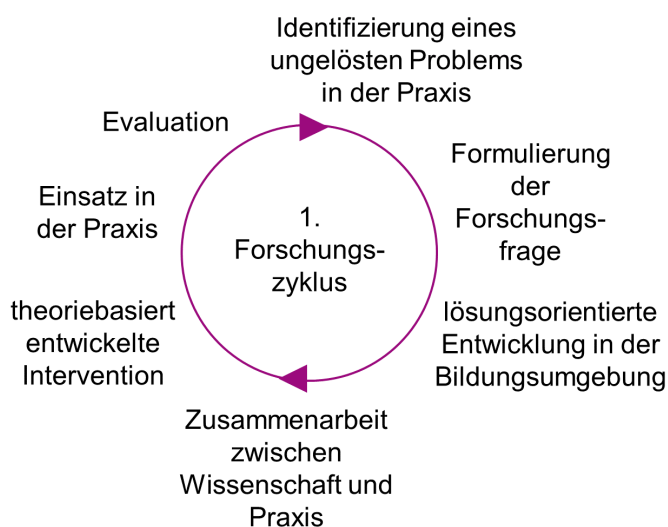 Identifizierung eines
ungelösten Problems
in der Praxis
Formulierung
der
Forschungs-
frage
lösungsorientierte
Entwicklung in der
Bildungsumgebung
Zusammenarbeit
zwischen
Wissenschaft und
Praxis
theoriebasiert
entwickelte
Intervention
Einsatz in
der Praxis
Evaluation
1.
Forschungs-
zyklus